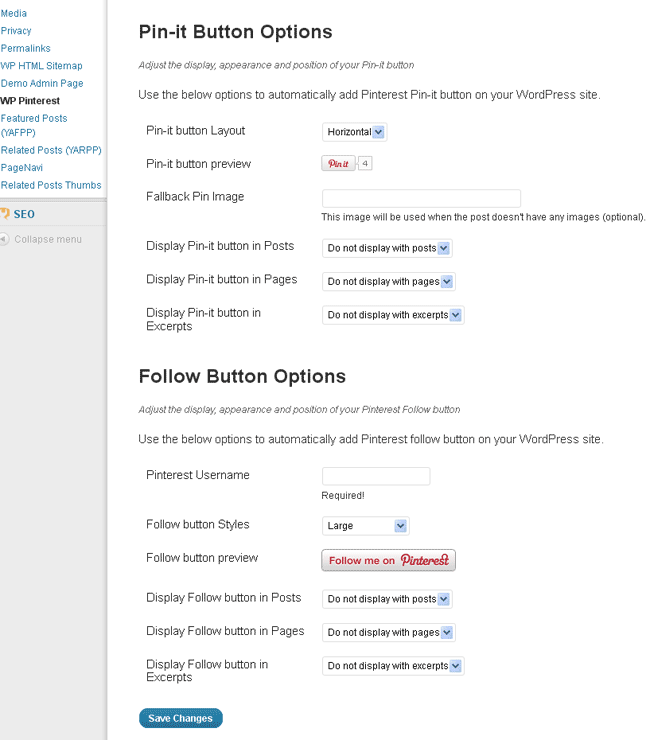 Media
Privacy
Permalinks
WP HTML Sitemap
Demo Admin Page
WP Pinterest
Featured Posts
(YAFPP)
Related Posts (YARPP)
PageNavi
Related Posts Thumbs
SEO
Collapse menu
Pin-it Button Options
Adjust the display, appearance and position of your Pin-it button
Use the below options to automatically add Pinterest Pin-it button on your WordPress site.
Pin-it button Layout
Horizontal
Pin-it button preview
Pin it 4
Fallback Pin Image
This image will be used when the post doesn't have any images (optional).
Display Pin-it button in Posts
Do not display with posts
Display Pin-it button in Pages
Do not display with pages
Display Pin-it button in
Excerpts
Do not display with excerpts
Follow Button Options
Adjust the display, appearance and position of your Pinterest Follow button
Use the below options to automatically add Pinterest follow button on your WordPress site.
Pinterest Username
Required!
Follow button Styles
Large
Follow button preview
Follow me on Pinterest
Display Follow button in Posts
Do not display with posts
Display Follow button in Pages
Do not display with pages
Display Follow button in
Excerpts
Do not display with excerpts
Save Changes